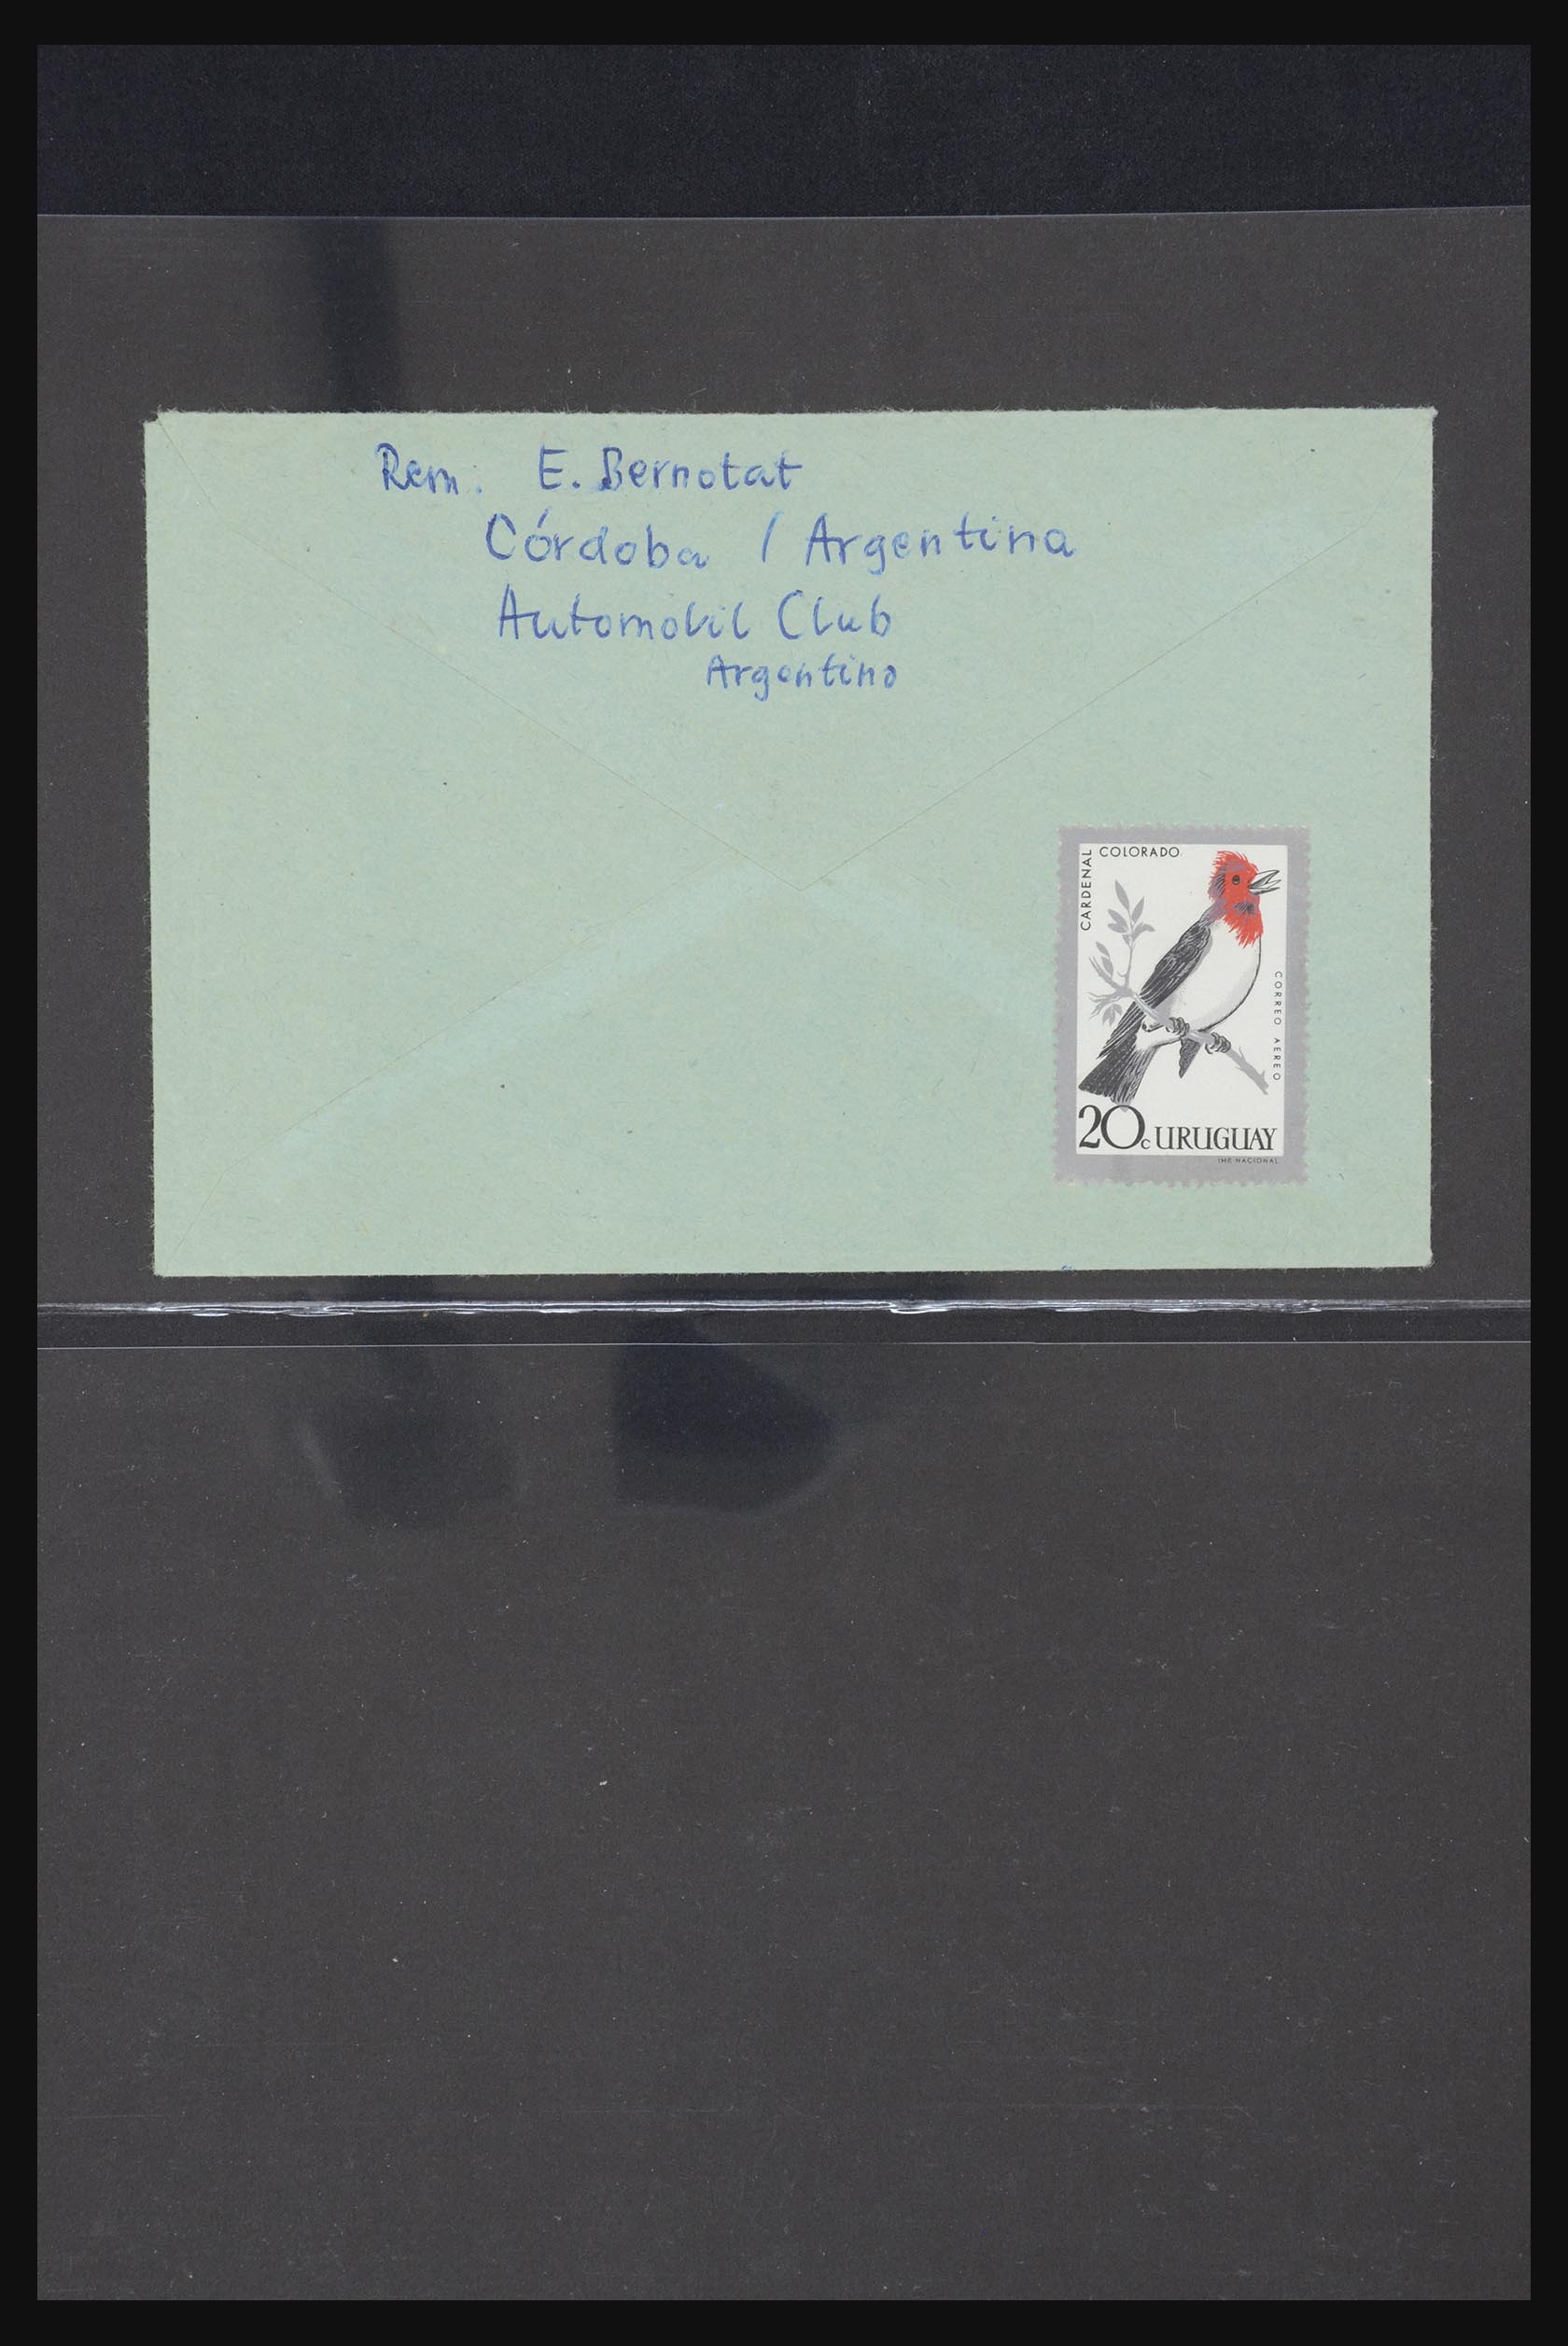 Rem: E. Bernotat
Córdoba / Argentina
Automovil Club
Argentino
CARDENAL COLORADO
CORREO AEREO
20c URUGUAY
IMP. NACIONAL